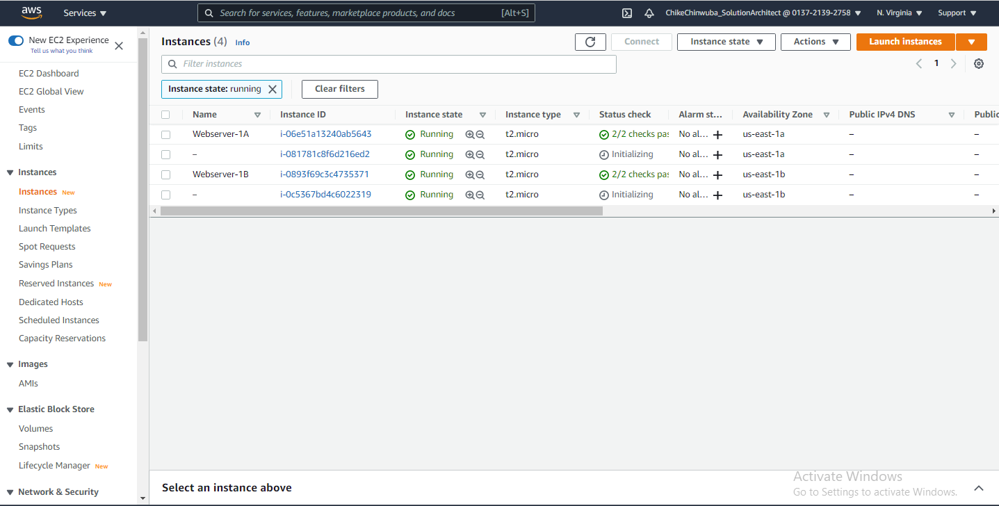 aws Services Search for services, features, marketplace products, and docs [Alt+S] ChikeChinwuba_SolutionArchitect @ 0137-2139-2758 N. Virginia Support
New EC2 Experience
Tell us what you think
EC2 Dashboard
EC2 Global View
Events
Tags
Limits
Instances
Instances New
Instance Types
Launch Templates
Spot Requests
Savings Plans
Reserved Instances New
Dedicated Hosts
Scheduled Instances
Capacity Reservations
Images
AMIs
Elastic Block Store
Volumes
Snapshots
Lifecycle Manager New
Network & Security
Instances (4) Info Connect Instance state Actions Launch instances
Filter instances 1
Instance state: running Clear filters
Name Instance ID Instance state Instance type Status check Alarm st... Availability Zone Public IPv4 DNS Public
Webserver-1A i-06e51a13240ab5643 Running t2.micro 2/2 checks pas No al... + us-east-1a – –
– i-081781c8f6d216ed2 Running t2.micro Initializing No al... + us-east-1a – –
Webserver-1B i-0893f69c3c4735371 Running t2.micro 2/2 checks pas No al... + us-east-1b – –
– i-0c5367bd4c6022319 Running t2.micro Initializing No al... + us-east-1b – –
Select an instance above
Activate Windows
Go to Settings to activate Windows.